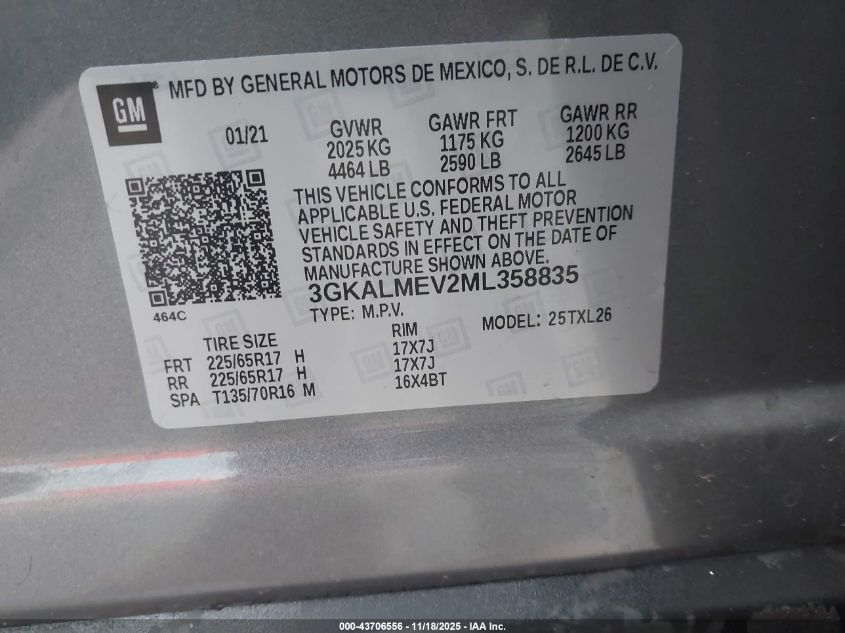 GM
® MFD BY GENERAL MOTORS DE MEXICO, S. DE R.L. DE C.V.
01/21
GVWR
2025 KG
4464 LB
GAWR FRT
1175 KG
2590 LB
GAWR RR
1200 KG
2645 LB
THIS VEHICLE CONFORMS TO ALL
APPLICABLE U.S. FEDERAL MOTOR
VEHICLE SAFETY AND THEFT PREVENTION
STANDARDS IN EFFECT ON THE DATE OF
MANUFACTURE SHOWN ABOVE.
3GKALMEV2ML358835
464C
TYPE: M.P.V.
MODEL: 25TXL26
TIRE SIZE RIM
FRT 225/65R17 H 17X7J
RR 225/65R17 H 17X7J
SPA T135/70R16 M 16X4BT
000-43706556 - 11/18/2025 - IAA Inc.